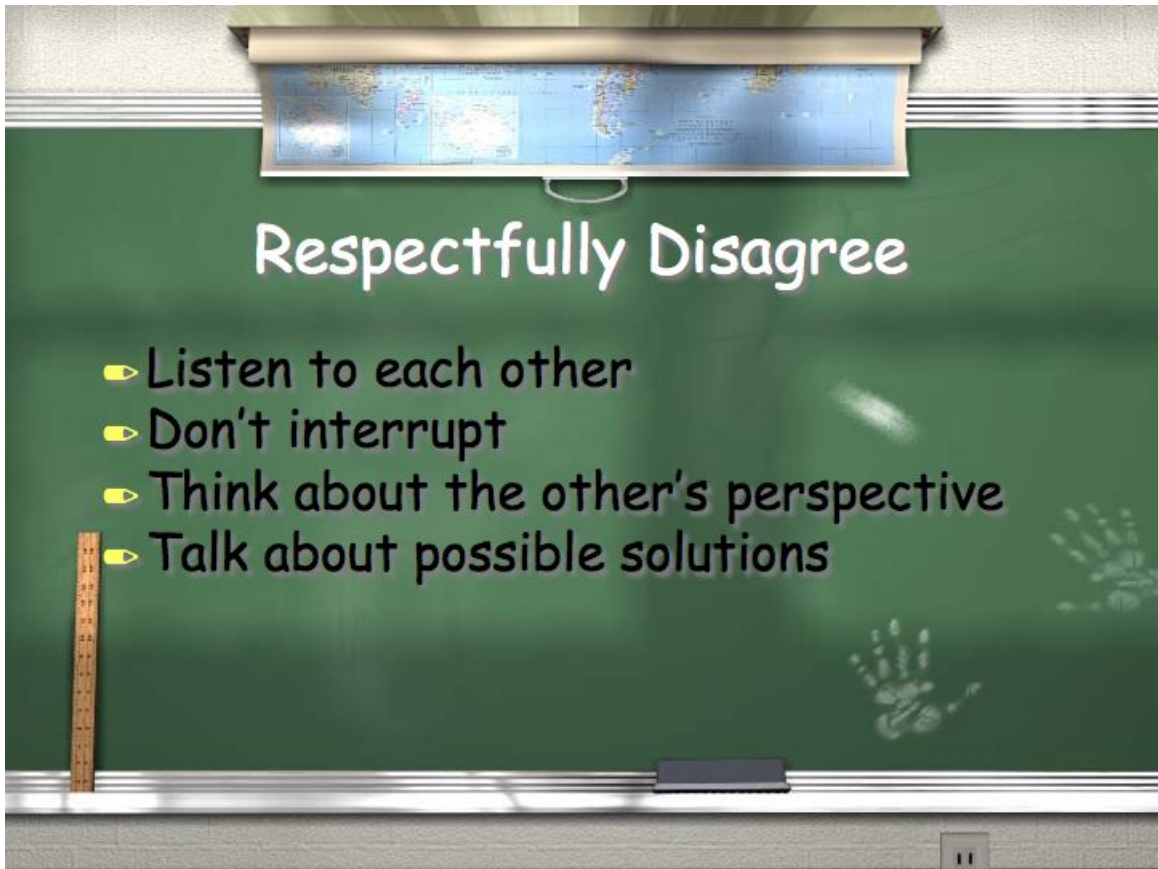 Respectfully Disagree
Listen to each other
Don't interrupt
Think about the other's perspective
Talk about possible solutions